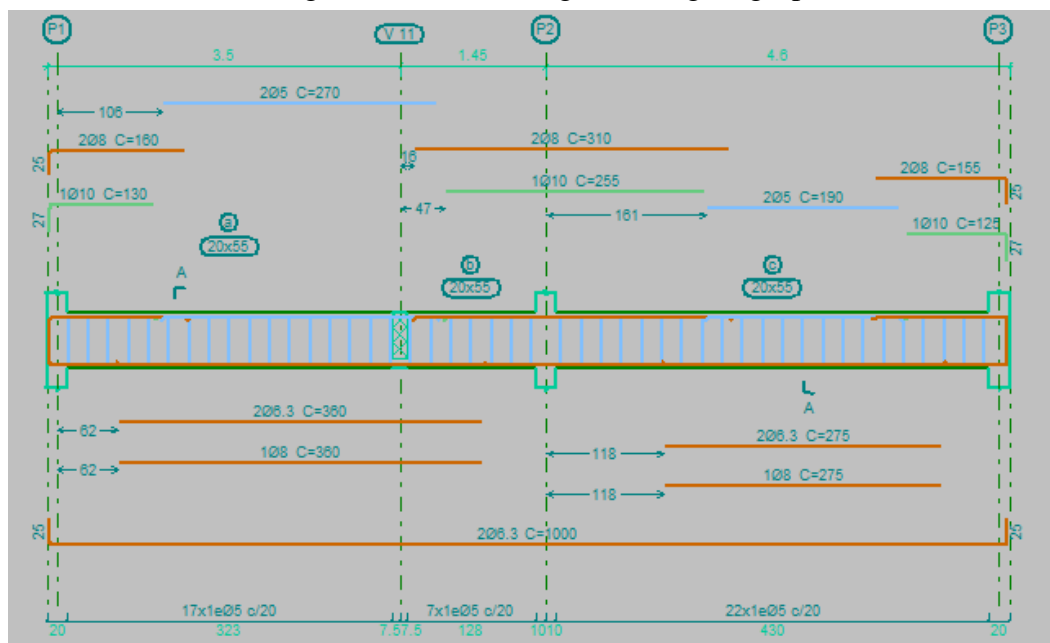 P1 V 11 P2 P3
3.5 1.45 4.6
2Ø5 C=270
106
2Ø8 C=160 2Ø8 C=310
25 16
2Ø8 C=155
25
1Ø10 C=130 1Ø10 C=255
27 47 161 2Ø5 C=190
1Ø10 C=125
27
a
20x55
A
b c
20x55 20x55
A
2Ø6.3 C=360
62
2Ø6.3 C=275
118
1Ø8 C=360
62
1Ø8 C=275
118
25 2Ø6.3 C=1000 25
17x1eØ5 c/20 7x1eØ5 c/20 22x1eØ5 c/20
20 323 7.57.5 128 1010 430 20